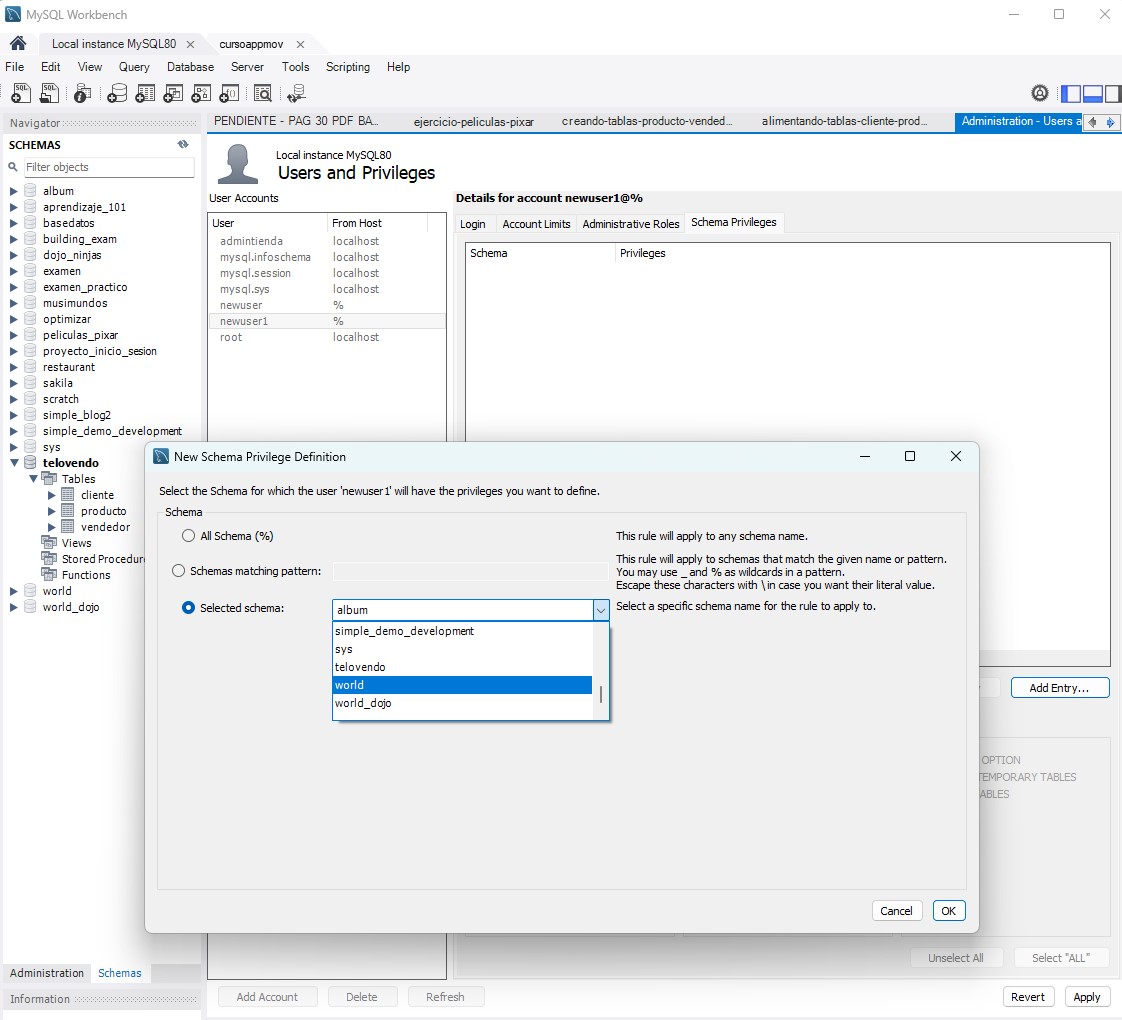 MySQL Workbench
Local instance MySQL80
cursoappmov
File Edit View Query Database Server Tools Scripting Help
Navigator
SCHEMAS
Filter objects
album
aprendizaje_101
basedatos
building_exam
dojo_ninjas
examen
examen_practico
musimundos
optimizar
peliculas_pixar
proyecto_inicio_sesion
restaurant
sakila
scratch
simple_blog2
simple_demo_development
sys
telovendo
Tables
cliente
producto
vendedor
Views
Stored Procedur
Functions
world
world_dojo
Administration Schemas
Information
PENDIENTE - PAG 30 PDF BA...
ejercicio-peliculas-pixar
creando-tablas-producto-vended...
alimentando-tablas-cliente-prod...
Administration - Users a
Local instance MySQL80
Users and Privileges
User Accounts
User From Host
admintienda localhost
mysql.infoschema localhost
mysql.session localhost
mysql.sys localhost
newuser %
newuser1 %
root localhost
Details for account newuser1@%
Login Account Limits Administrative Roles Schema Privileges
Schema Privileges
New Schema Privilege Definition
Select the Schema for which the user 'newuser1' will have the privileges you want to define.
Schema
All Schema (%)
This rule will apply to any schema name.
Schemas matching pattern:
This rule will apply to schemas that match the given name or pattern.
You may use _ and % as wildcards in a pattern.
Escape these characters with \ in case you want their literal value.
Selected schema:
album
Select a specific schema name for the rule to apply to.
simple_demo_development
sys
telovendo
world
world_dojo
Cancel OK
Add Entry...
OPTION
TEMPORARY TABLES
ABLES
Unselect All Select "ALL"
Add Account Delete Refresh
Revert Apply